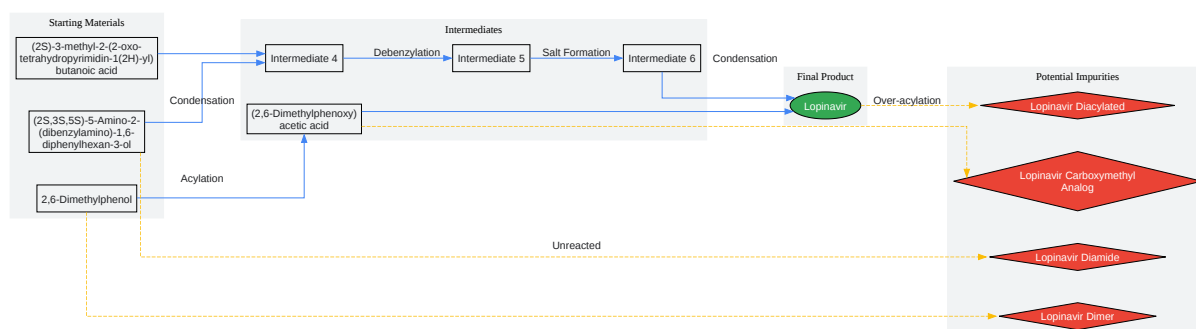 Starting Materials
(2S)-3-methyl-2-(2-oxo-
tetrahydropyrimidin-1(2H)-yl)
butanoic acid
(2S,3S,5S)-5-Amino-2-
(dibenzylamino)-1,6-
diphenylhexan-3-ol
2,6-Dimethylphenol
Condensation
Acylation
Intermediates
Intermediate 4
Debenzylation
Intermediate 5
Salt Formation
Intermediate 6
(2,6-Dimethylphenoxy)
acetic acid
Condensation
Final Product
Lopinavir
Over-acylation
Unreacted
Potential Impurities
Lopinavir Diacylated
Lopinavir Carboxymethyl
Analog
Lopinavir Diamide
Lopinavir Dimer